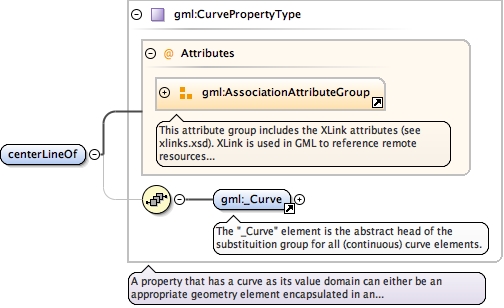 gml:CurvePropertyType
@ Attributes
gml:AssociationAttributeGroup
This attribute group includes the XLink attributes (see
xlinks.xsd). XLink is used in GML to reference remote
resources...
centerLineOf
gml:_Curve
The "_Curve" element is the abstract head of the
substituition group for all (continuous) curve elements.
A property that has a curve as its value domain can either be an
appropriate geometry element encapsulated in an...